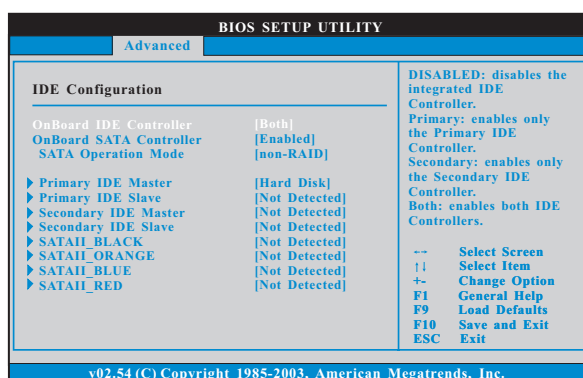 BIOS SETUP UTILITY
Advanced
IDE Configuration
OnBoard IDE Controller [Both]
OnBoard SATA Controller [Enabled]
SATA Operation Mode [non-RAID]
Primary IDE Master [Hard Disk]
Primary IDE Slave [Not Detected]
Secondary IDE Master [Not Detected]
Secondary IDE Slave [Not Detected]
SATAII_BLACK [Not Detected]
SATAII_ORANGE [Not Detected]
SATAII_BLUE [Not Detected]
SATAII_RED [Not Detected]
DISABLED: disables the
integrated IDE
Controller.
Primary: enables only
the Primary IDE
Controller.
Secondary: enables only
the Secondary IDE
Controller.
Both: enables both IDE
Controllers.
←→ Select Screen
↑↓ Select Item
+- Change Option
F1 General Help
F9 Load Defaults
F10 Save and Exit
ESC Exit
v02.54 (C) Copyright 1985-2003, American Megatrends, Inc.